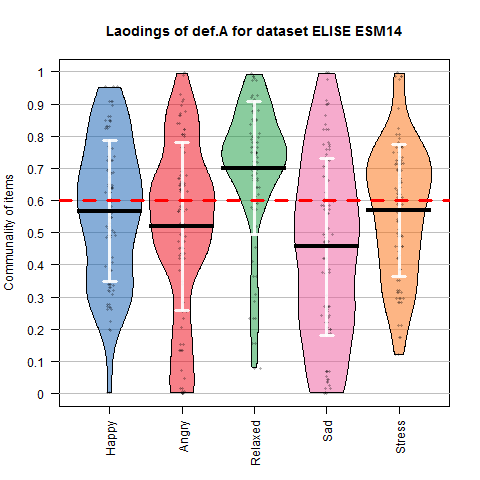 Laodings of def.A for dataset ELISE ESM14
Communality of items
1
0.9
0.8
0.7
0.6
0.5
0.4
0.3
0.2
0.1
0
Happy
Angry
Relaxed
Sad
Stress